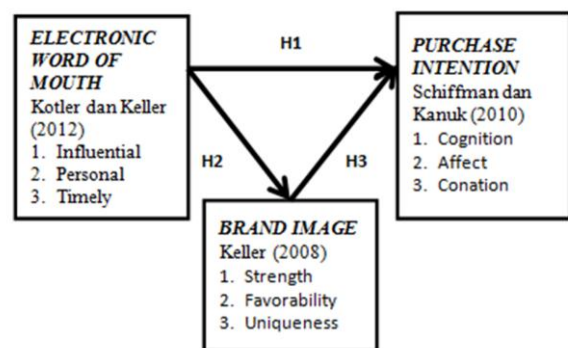 ELECTRONIC
WORD OF
MOUTH
Kotler dan Keller
(2012)
1. Influential
2. Personal
3. Timely
H1
PURCHASE
INTENTION
Schiffman dan
Kanuk (2010)
1. Cognition
2. Affect
3. Conation
H2
H3
BRAND IMAGE
Keller (2008)
1. Strength
2. Favorability
3. Uniqueness